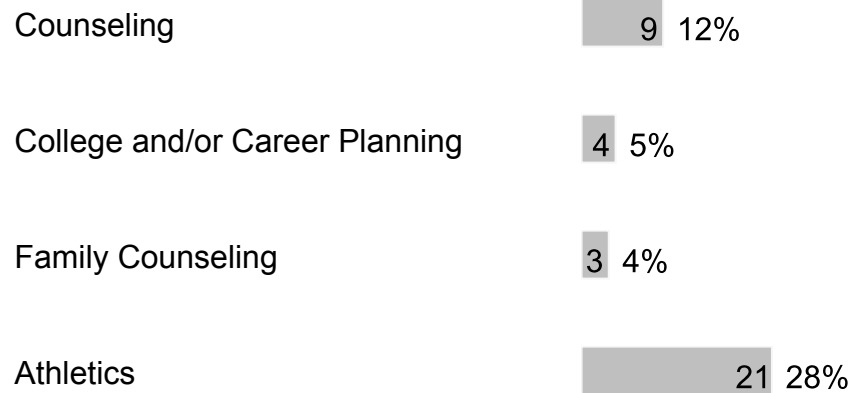 Counseling 9 12%
College and/or Career Planning 4 5%
Family Counseling 3 4%
Athletics 21 28%